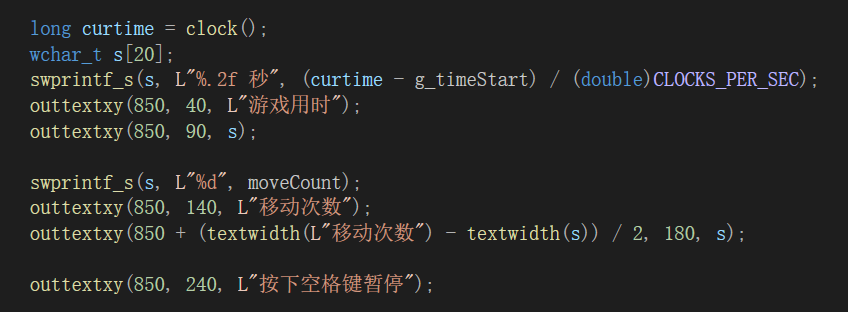 long curtime = clock();
wchar_t s[20];
swprintf_s(s, L"%.2f 秒", (curtime - g_timeStart) / (double)CLOCKS_PER_SEC);
outtextxy(850, 40, L"游戏用时");
outtextxy(850, 90, s);
swprintf_s(s, L"%d", moveCount);
outtextxy(850, 140, L"移动次数");
outtextxy(850 + (textwidth(L"移动次数") - textwidth(s)) / 2, 180, s);
outtextxy(850, 240, L"按下空格键暂停");